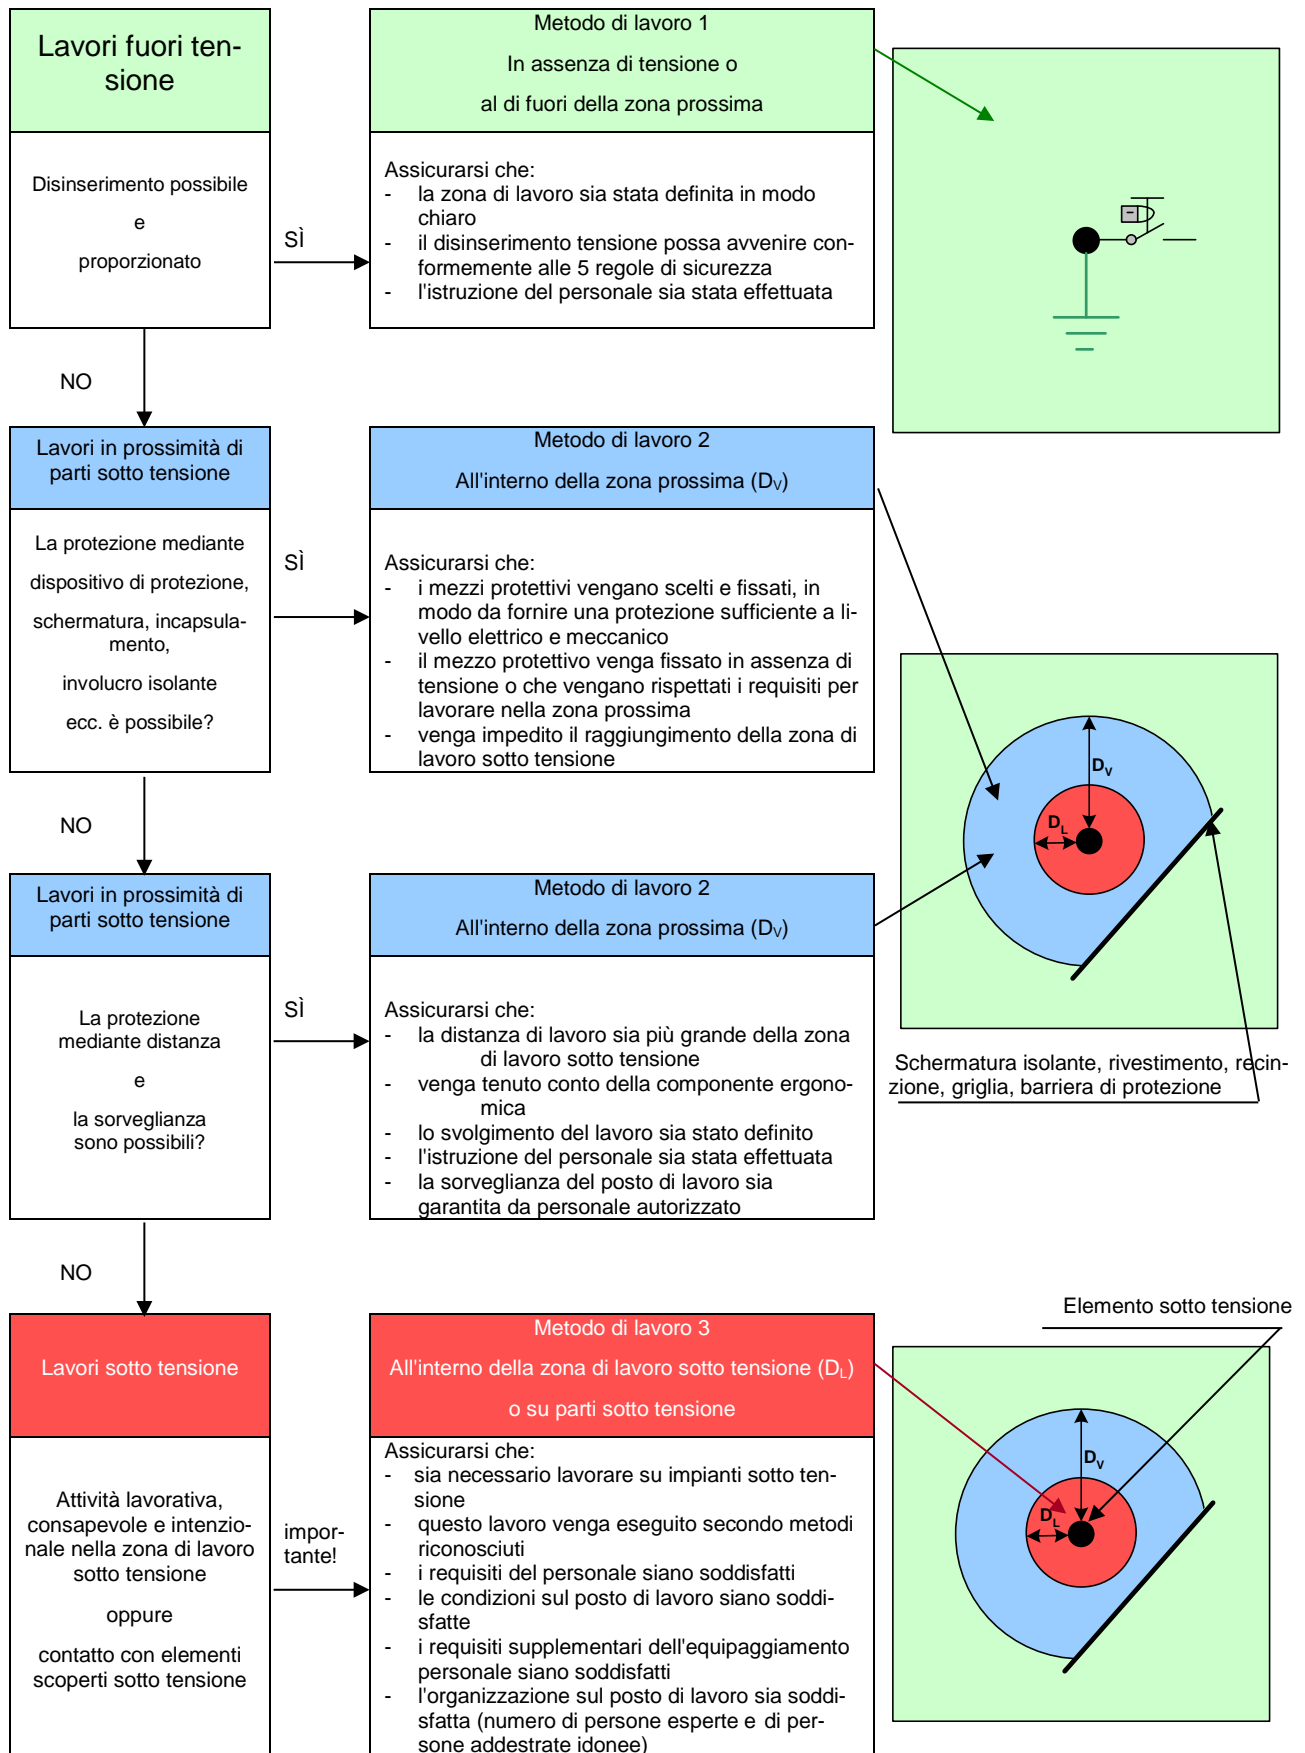 Lavori fuori ten-
sione
Disinserimento possibile
e
proporzionato
SÌ
Metodo di lavoro 1
In assenza di tensione o
al di fuori della zona prossima
Assicurarsi che:
- la zona di lavoro sia stata definita in modo
chiaro
- il disinserimento tensione possa avvenire con-
formemente alle 5 regole di sicurezza
- l'istruzione del personale sia stata effettuata
NO
Lavori in prossimità di
parti sotto tensione
La protezione mediante
dispositivo di protezione,
schermatura, incapsula-
mento,
involucro isolante
ecc. è possibile?
SÌ
Metodo di lavoro 2
All'interno della zona prossima (DV)
Assicurarsi che:
- i mezzi protettivi vengano scelti e fissati, in
modo da fornire una protezione sufficiente a li-
vello elettrico e meccanico
- il mezzo protettivo venga fissato in assenza di
tensione o che vengano rispettati i requisiti per
lavorare nella zona prossima
- venga impedito il raggiungimento della zona di
lavoro sotto tensione
DV
DL
NO
Lavori in prossimità di
parti sotto tensione
La protezione
mediante distanza
e
la sorveglianza
sono possibili?
SÌ
Metodo di lavoro 2
All'interno della zona prossima (DV)
Assicurarsi che:
- la distanza di lavoro sia più grande della zona
di lavoro sotto tensione
- venga tenuto conto della componente ergono-
mica
- lo svolgimento del lavoro sia stato definito
- l'istruzione del personale sia stata effettuata
- la sorveglianza del posto di lavoro sia
garantita da personale autorizzato
Schermatura isolante, rivestimento, recin-
zione, griglia, barriera di protezione
NO
Lavori sotto tensione
Attività lavorativa,
consapevole e intenzio-
nale nella zona di lavoro
sotto tensione
oppure
contatto con elementi
scoperti sotto tensione
impor-
tante!
Metodo di lavoro 3
All'interno della zona di lavoro sotto tensione (DL)
o su parti sotto tensione
Assicurarsi che:
- sia necessario lavorare su impianti sotto ten-
sione
- questo lavoro venga eseguito secondo metodi
riconosciuti
- i requisiti del personale siano soddisfatti
- le condizioni sul posto di lavoro siano soddi-
sfatte
- i requisiti supplementari dell'equipaggiamento
personale siano soddisfatti
- l'organizzazione sul posto di lavoro sia soddi-
sfatta (numero di persone esperte e di per-
sone addestrate idonee)
Elemento sotto tensione
DV
DL